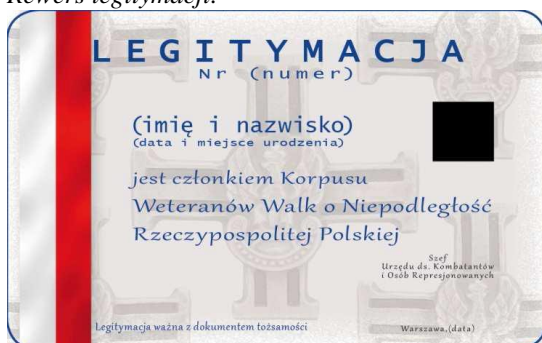 Rewers legitymacji:
LEGITYMACJA
Nr (numer)
(imię i nazwisko)
(data i miejsce urodzenia)
jest członkiem Korpusu
Weteranów Walk o Niepodległość
Rzeczypospolitej Polskiej
Szef
Urzędu ds. Kombatantów
i Osób Represjonowanych
Legitymacja ważna z dokumentem tożsamości
Warszawa,(data)